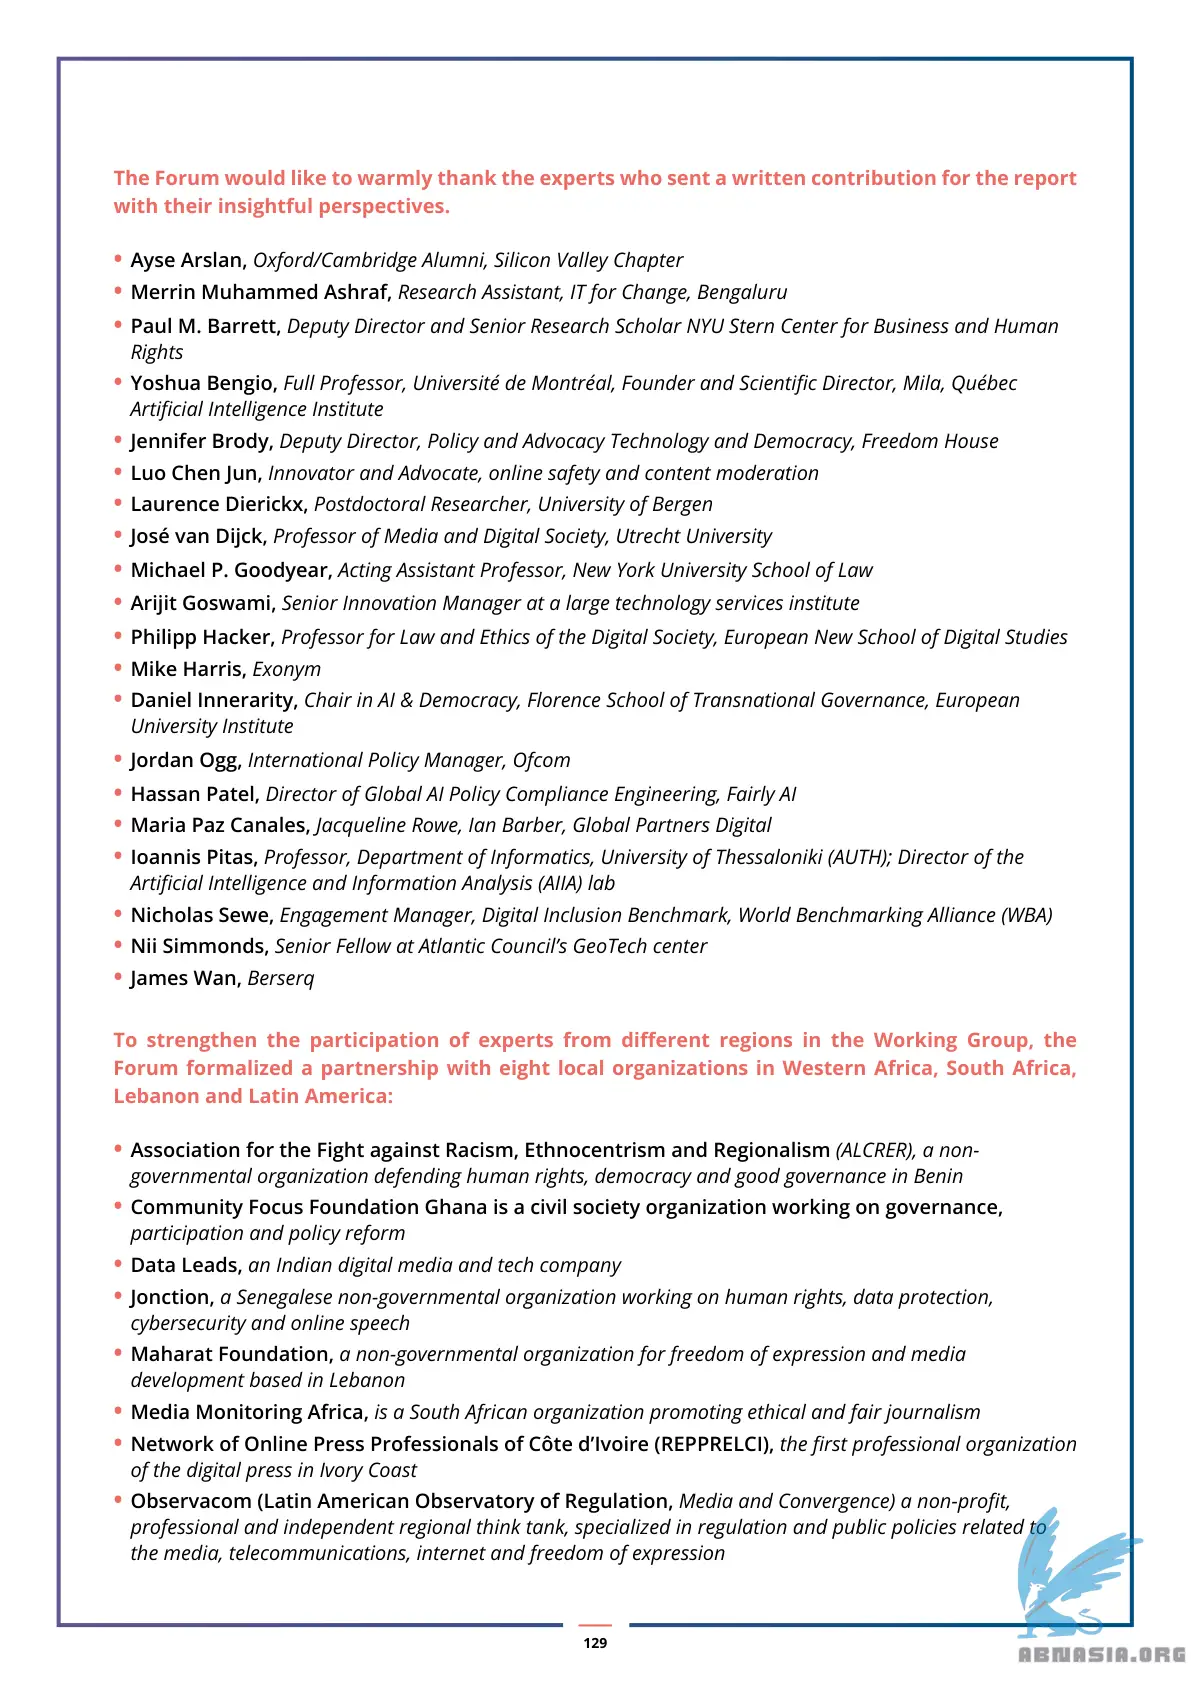 The Forum would like to warmly thank the experts who sent a written contribution for the report
with their insightful perspectives.
• Ayse Arslan, Oxford/Cambridge Alumni, Silicon Valley Chapter
• Merrin Muhammed Ashraf, Research Assistant, IT for Change, Bengaluru
• Paul M. Barrett, Deputy Director and Senior Research Scholar NYU Stern Center for Business and Human
Rights
• Yoshua Bengio, Full Professor, Université de Montréal, Founder and Scientific Director, Mila, Québec
Artificial Intelligence Institute
• Jennifer Brody, Deputy Director, Policy and Advocacy Technology and Democracy, Freedom House
• Luo Chen Jun, Innovator and Advocate, online safety and content moderation
• Laurence Dierickx, Postdoctoral Researcher, University of Bergen
• José van Dijck, Professor of Media and Digital Society, Utrecht University
• Michael P. Goodyear, Acting Assistant Professor, New York University School of Law
• Arijit Goswami, Senior Innovation Manager at a large technology services institute
• Philipp Hacker, Professor for Law and Ethics of the Digital Society, European New School of Digital Studies
• Mike Harris, Exonym
• Daniel Innerarity, Chair in AI & Democracy, Florence School of Transnational Governance, European
University Institute
• Jordan Ogg, International Policy Manager, Ofcom
• Hassan Patel, Director of Global AI Policy Compliance Engineering, Fairly AI
• Maria Paz Canales, Jacqueline Rowe, Ian Barber, Global Partners Digital
• Ioannis Pitas, Professor, Department of Informatics, University of Thessaloniki (AUTH); Director of the
Artificial Intelligence and Information Analysis (AIIA) lab
• Nicholas Sewe, Engagement Manager, Digital Inclusion Benchmark, World Benchmarking Alliance (WBA)
• Nii Simmonds, Senior Fellow at Atlantic Council’s GeoTech center
• James Wan, Berserq
To strengthen the participation of experts from different regions in the Working Group, the
Forum formalized a partnership with eight local organizations in Western Africa, South Africa,
Lebanon and Latin America:
• Association for the Fight against Racism, Ethnocentrism and Regionalism (ALCRER), a non-
governmental organization defending human rights, democracy and good governance in Benin
• Community Focus Foundation Ghana is a civil society organization working on governance,
participation and policy reform
• Data Leads, an Indian digital media and tech company
• Jonction, a Senegalese non-governmental organization working on human rights, data protection,
cybersecurity and online speech
• Maharat Foundation, a non-governmental organization for freedom of expression and media
development based in Lebanon
• Media Monitoring Africa, is a South African organization promoting ethical and fair journalism
• Network of Online Press Professionals of Côte d’Ivoire (REPPRELCI), the first professional organization
of the digital press in Ivory Coast
• Observacom (Latin American Observatory of Regulation, Media and Convergence) a non-profit,
professional and independent regional think tank, specialized in regulation and public policies related to
the media, telecommunications, internet and freedom of expression
129
ABNASIA.ORG